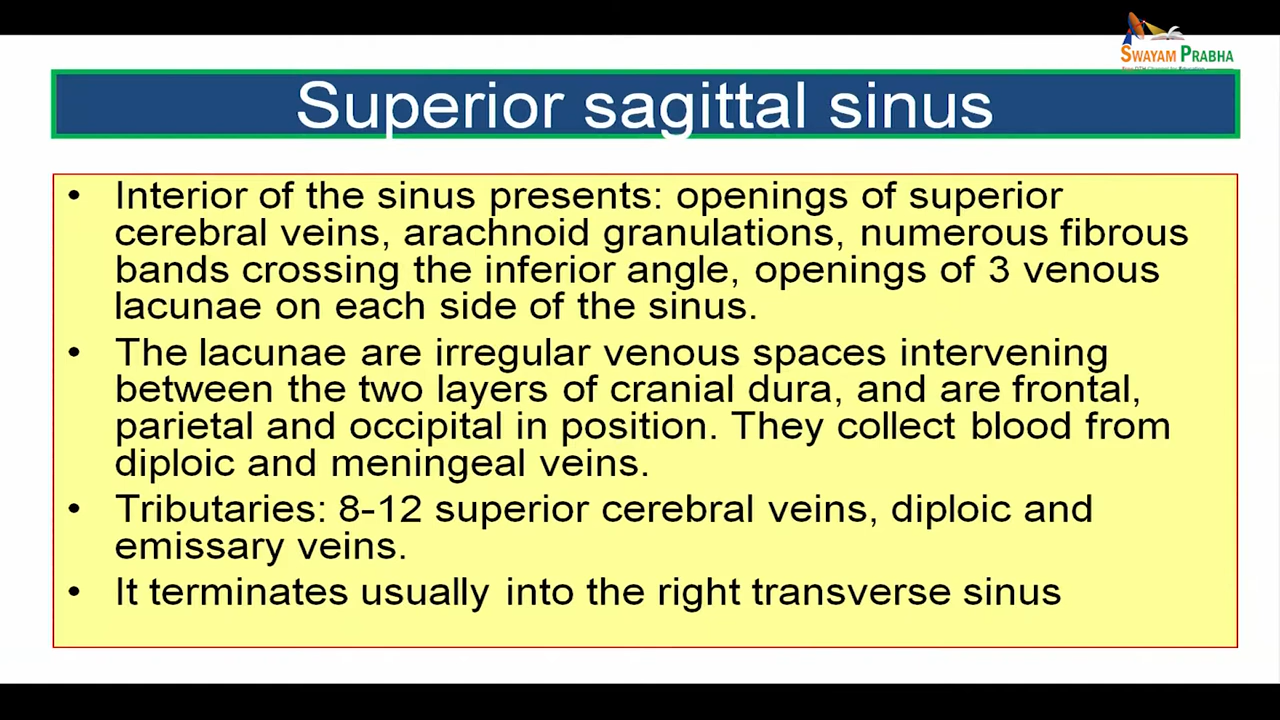 SWAYAM PRABHA
Superior sagittal sinus
• Interior of the sinus presents: openings of superior
cerebral veins, arachnoid granulations, numerous fibrous
bands crossing the inferior angle, openings of 3 venous
lacunae on each side of the sinus.
• The lacunae are irregular venous spaces intervening
between the two layers of cranial dura, and are frontal,
parietal and occipital in position. They collect blood from
diploic and meningeal veins.
• Tributaries: 8-12 superior cerebral veins, diploic and
emissary veins.
• It terminates usually into the right transverse sinus